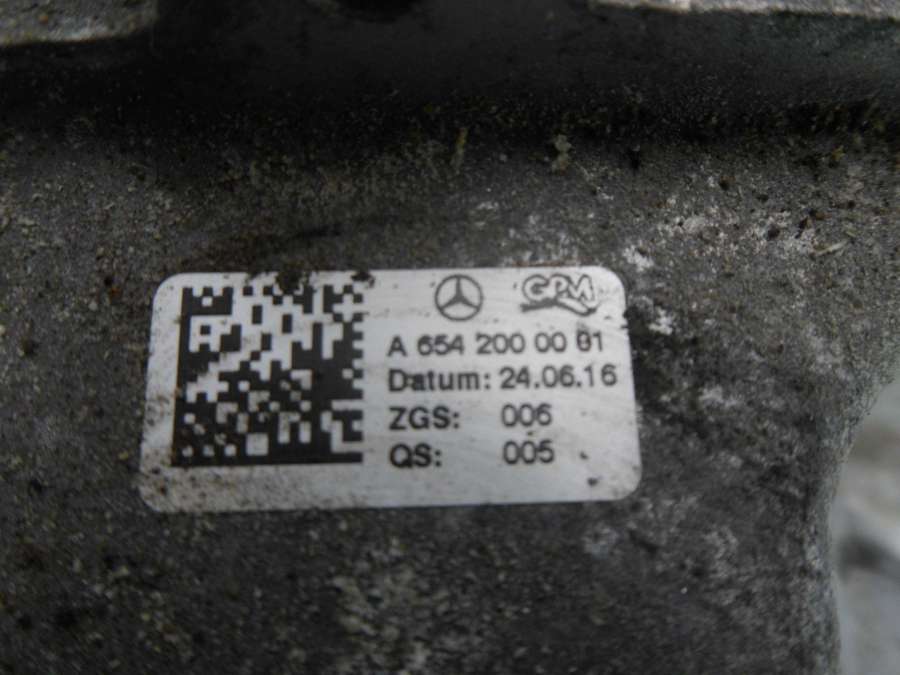 GPM
A 654 200 00 01
Datum: 24.06.16
ZGS: 006
QS: 005